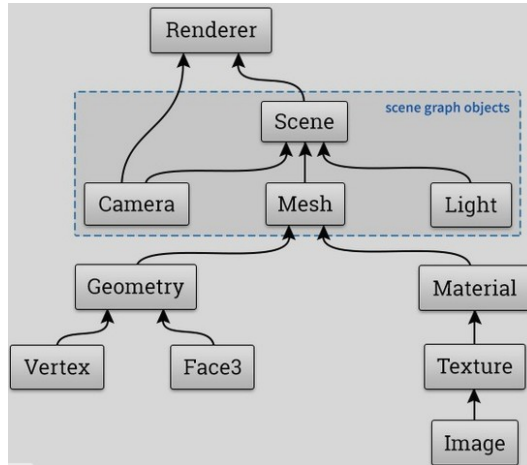 Renderer
scene graph objects
Scene
Camera
Mesh
Light
Geometry
Material
Vertex
Face3
Texture
Image